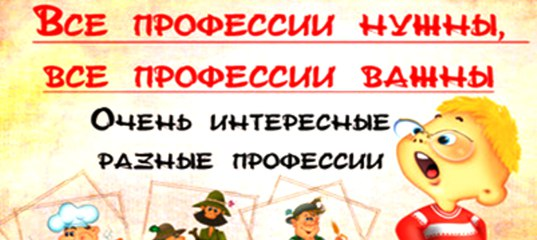 Все профессии нужны,
все профессии важны
Очень интересные
разные профессии